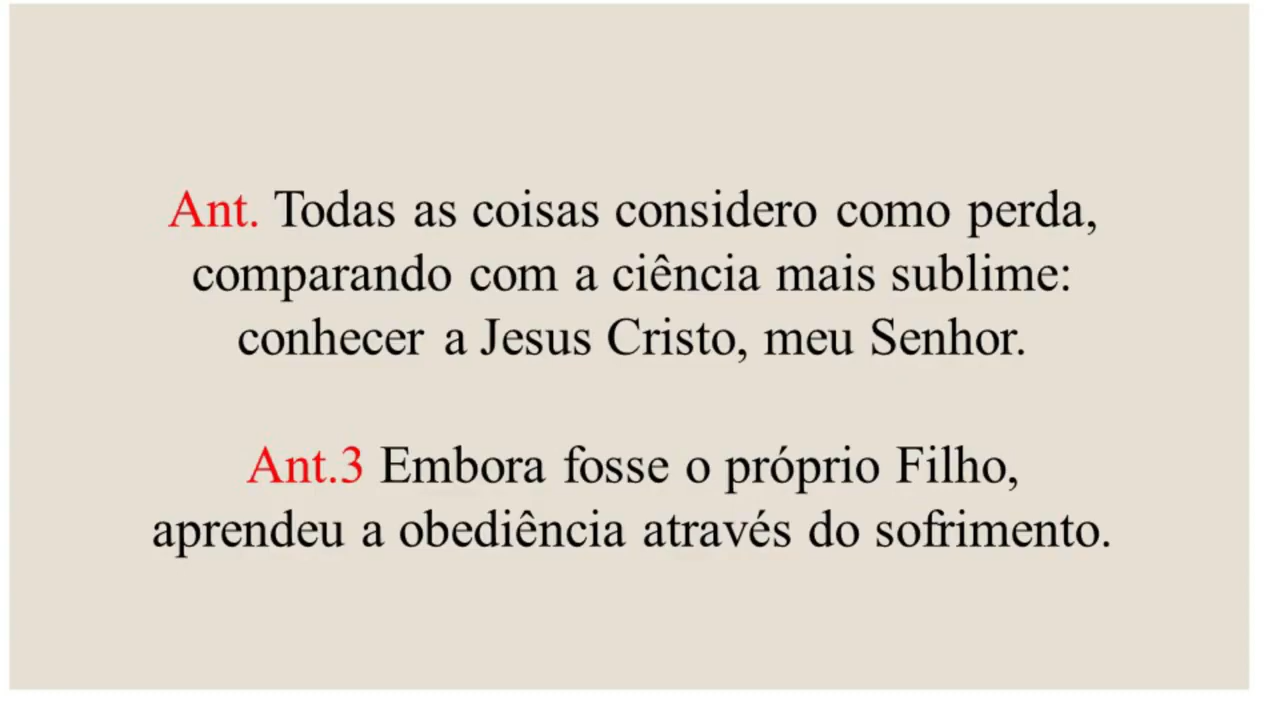 Ant. Todas as coisas considero como perda,
comparando com a ciência mais sublime:
conhecer a Jesus Cristo, meu Senhor.
Ant.3 Embora fosse o próprio Filho,
aprendeu a obediência através do sofrimento.